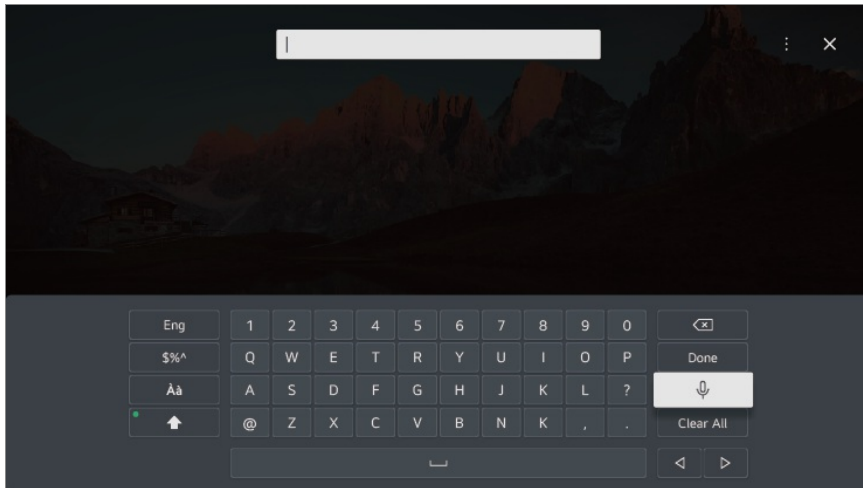 Eng 1 2 3 4 5 6 7 8 9 0
$%^ Q W E T R Y U I O P Done
Àà A S D F G H J K L ?
@ Z X C V B N K , . Clear All